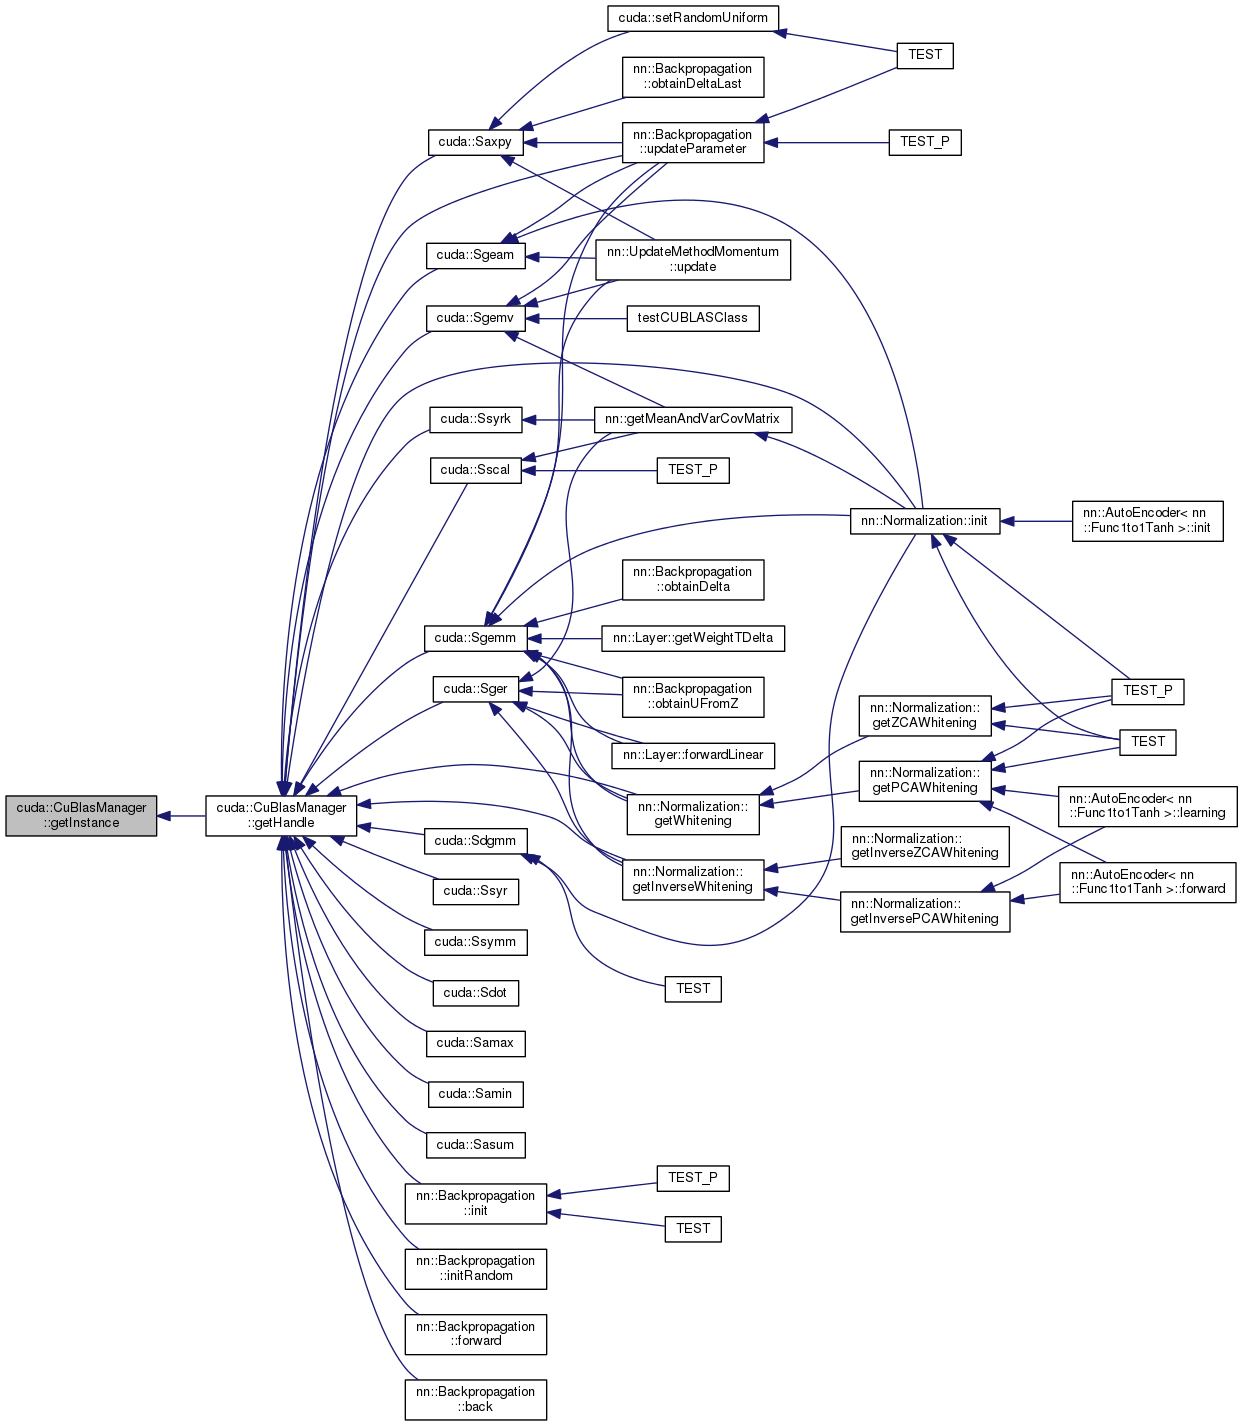 cuda::setRandomUniform
TEST
nn::Backpropagation
::obtainDeltaLast
cuda::Saxpy
nn::Backpropagation
::updateParameter
TEST_P
cuda::Sgeam
nn::UpdateMethodMomentum
::update
cuda::Sgemv
testCUBLASClass
cuda::Ssyrk
nn::getMeanAndVarCovMatrix
cuda::Sscal
TEST_P
nn::Normalization::init
nn::AutoEncoder< nn
::Func1to1Tanh >::init
nn::Backpropagation
::obtainDelta
cuda::Sgemm
nn::Layer::getWeightTDelta
cuda::Sger
nn::Backpropagation
::obtainUFromZ
nn::Normalization::
getZCAWhitening
TEST_P
nn::Layer::forwardLinear
TEST
nn::Normalization::
getPCAWhitening
cuda::CuBlasManager
::getInstance
cuda::CuBlasManager
::getHandle
nn::Normalization::
getWhitening
nn::AutoEncoder< nn
::Func1to1Tanh >::learning
cuda::Sdgmm
nn::Normalization::
getInverseZCAWhitening
cuda::Ssyr
nn::Normalization::
getInverseWhitening
nn::AutoEncoder< nn
::Func1to1Tanh >::forward
nn::Normalization::
getInversePCAWhitening
cuda::Ssymm
cuda::Sdot
TEST
cuda::Samax
cuda::Samin
cuda::Sasum
nn::Backpropagation
::init
TEST_P
TEST
nn::Backpropagation
::initRandom
nn::Backpropagation
::forward
nn::Backpropagation
::back